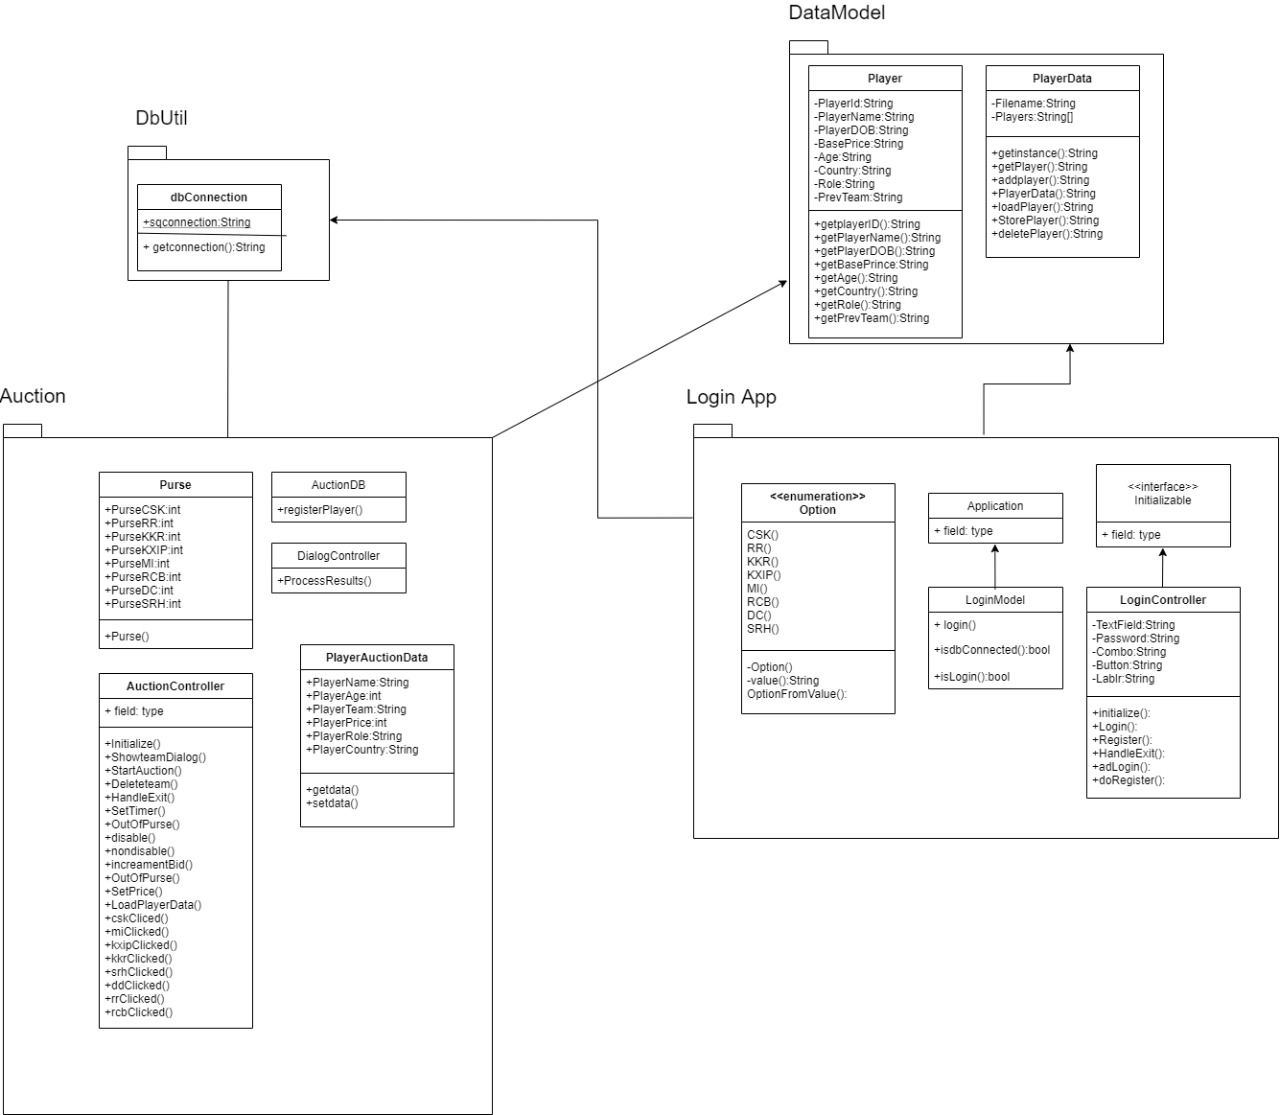 DataModel
Player
-PlayerId:String
-PlayerName:String
-PlayerDOB:String
-BasePrice:String
-Age:String
-Country:String
-Role:String
-PrevTeam:String
+getplayerID():String
+getPlayerName():String
+getPlayerDOB():String
+getBasePrince:String
+getAge():String
+getCountry():String
+getRole():String
+getPrevTeam():String
PlayerData
-Filename:String
-Players:String[]
+getinstance():String
+getPlayer():String
+addplayer():String
+PlayerData():String
+loadPlayer():String
+StorePlayer():String
+deletePlayer():String
DbUtil
dbConnection
+sqconnection:String
+ getconnection():String
Auction
Purse
+PurseCSK:int
+PurseRR:int
+PurseKKR:int
+PurseKXIP:int
+PurseMI:int
+PurseRCB:int
+PurseDC:int
+PurseSRH:int
+Purse()
AuctionDB
+registerPlayer()
DialogController
+ProcessResults()
PlayerAuctionData
+PlayerName:String
+PlayerAge:int
+PlayerTeam:String
+PlayerPrice:int
+PlayerRole:String
+PlayerCountry:String
+getdata()
+setdata()
AuctionController
+ field: type
+Initialize()
+ShowteamDialog()
+StartAuction()
+Deleteteam()
+HandleExit()
+SetTimer()
+OutOfPurse()
+disable()
+nondisable()
+increamentBid()
+OutOfPurse()
+SetPrice()
+LoadPlayerData()
+cskCliced()
+miClicked()
+kxipClicked()
+kkrClicked()
+srhClicked()
+ddClicked()
+rrClicked()
+rcbClicked()
Login App
<<enumeration>>
Option
CSK()
RR()
KKR()
KXIP()
MI()
RCB()
DC()
SRH()
-Option()
-value():String
OptionFromValue():
Application
+ field: type
LoginModel
+ login()
+isdbConnected():bool
+isLogin():bool
<<interface>>
Initializable
+ field: type
LoginController
-TextField:String
-Password:String
-Combo:String
-Button:String
-Lablr:String
+initialize():
+Login():
+Register():
+HandleExit():
+adLogin():
+doRegister():